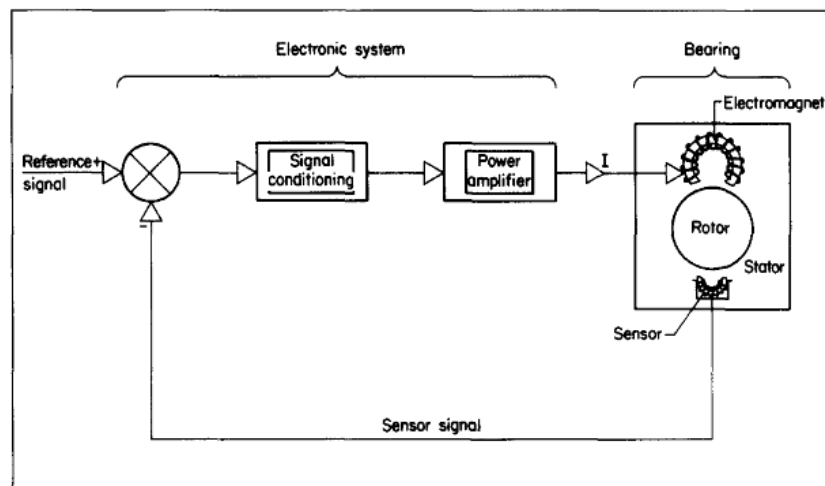 Electronic system
Bearing
Electromagnet
Reference+
signal
Signal
conditioning
Power
amplifier
I
Rotor
Stator
-
Sensor
Sensor signal